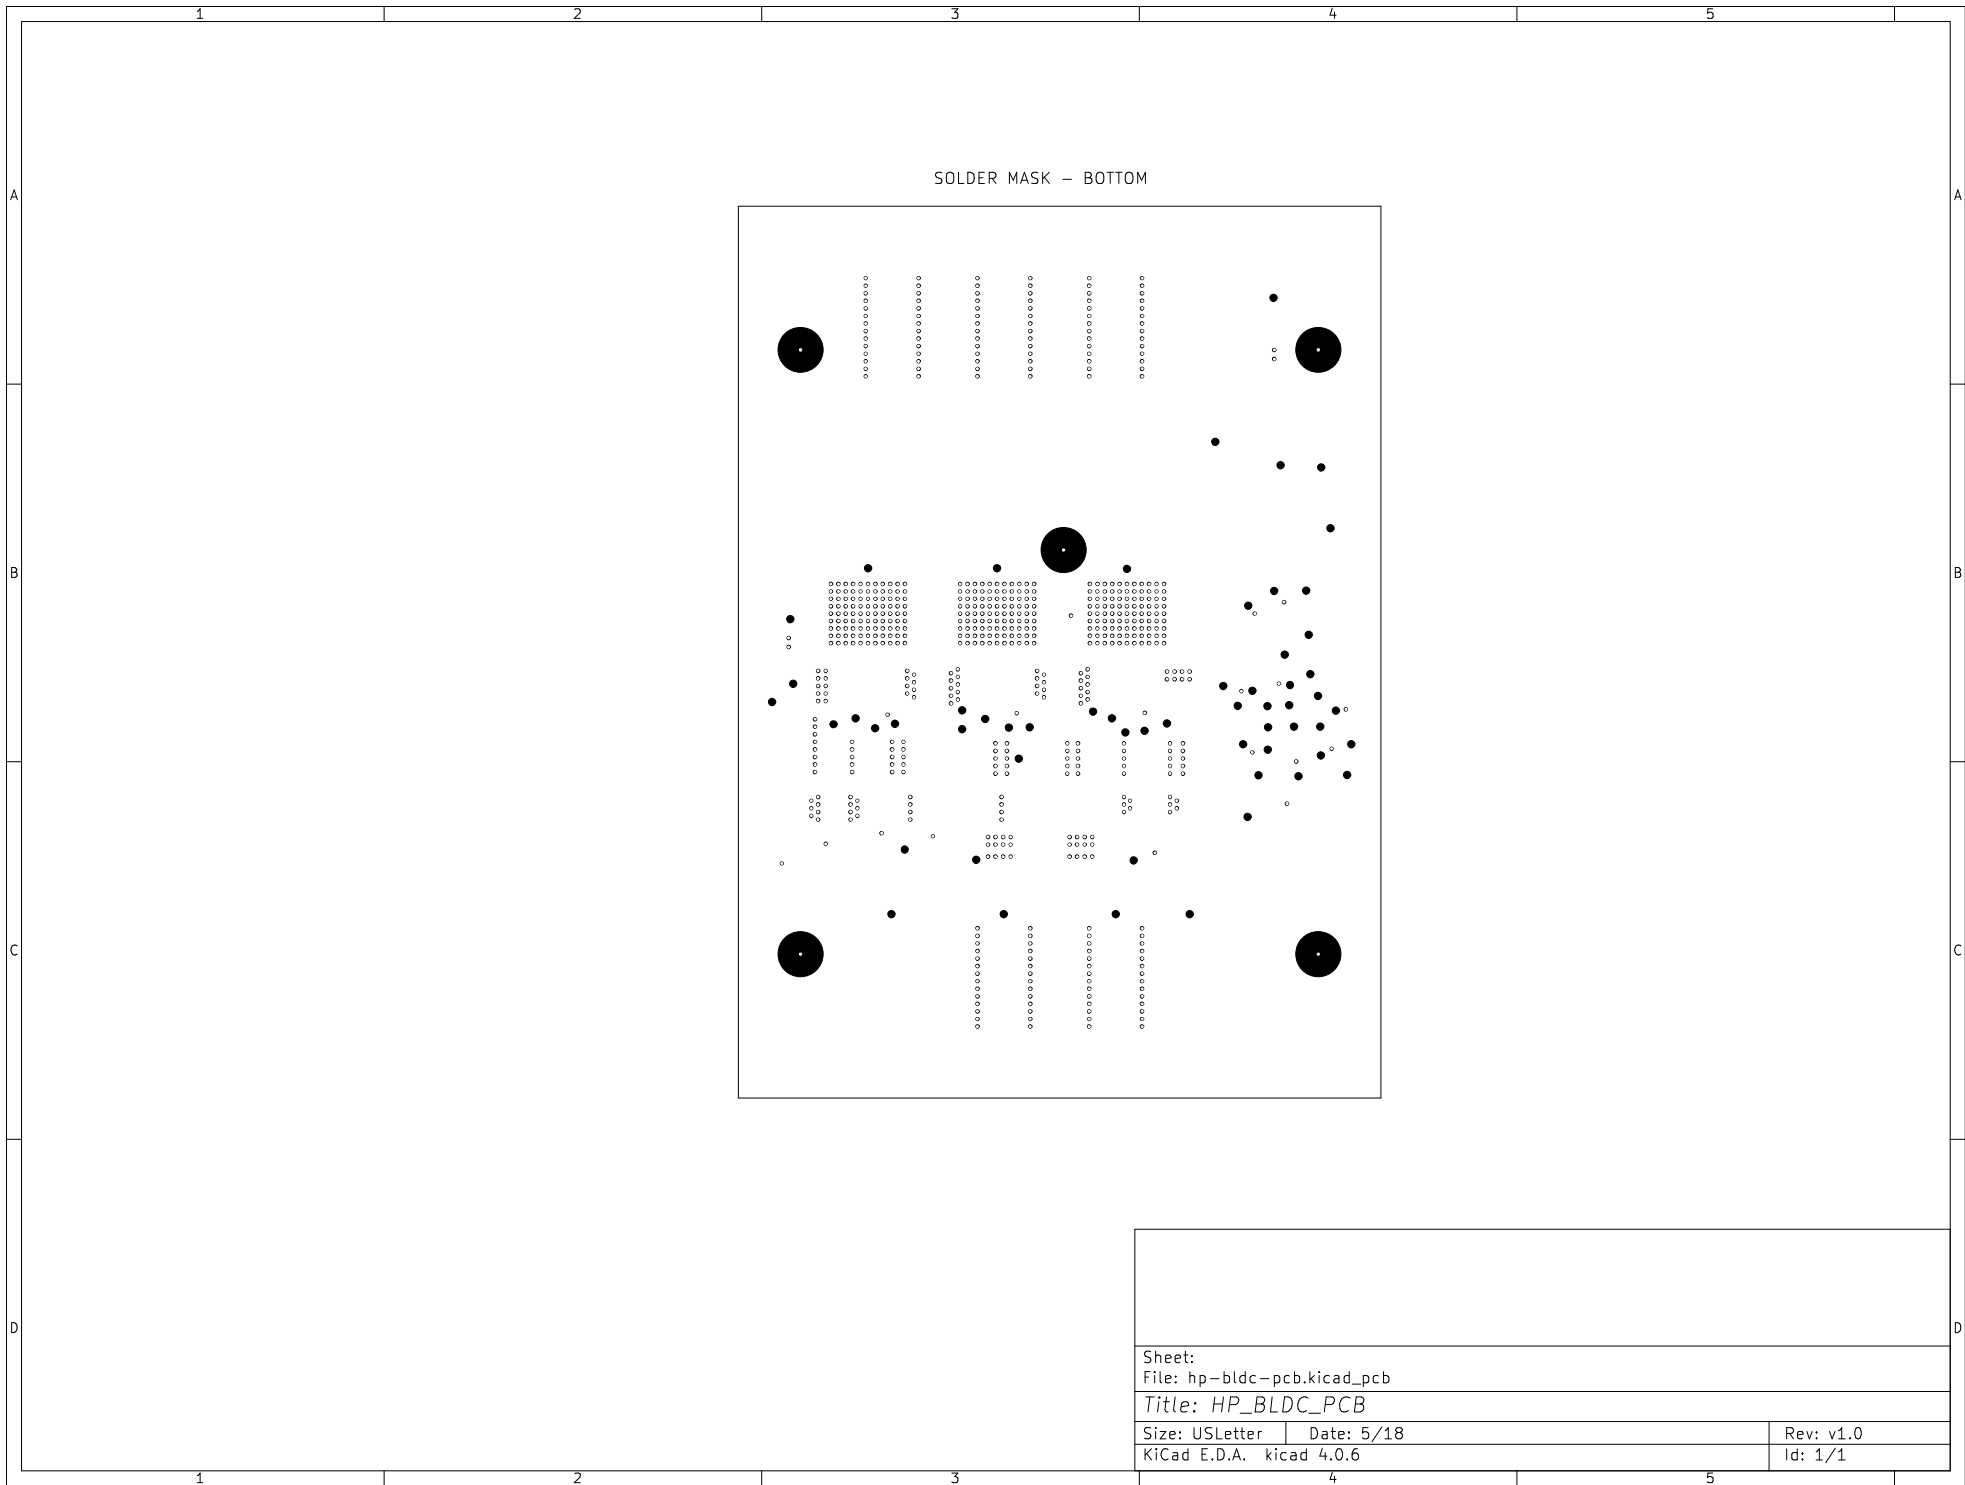 1 2 3 4 5
A A
SOLDER MASK - BOTTOM
B B
C C
D D
Sheet:
File: hp-bldc-pcb.kicad_pcb
Title: HP_BLDC_PCB
Size: USLetter Date: 5/18 Rev: v1.0
KiCad E.D.A. kicad 4.0.6 Id: 1/1
1 2 3 4 5